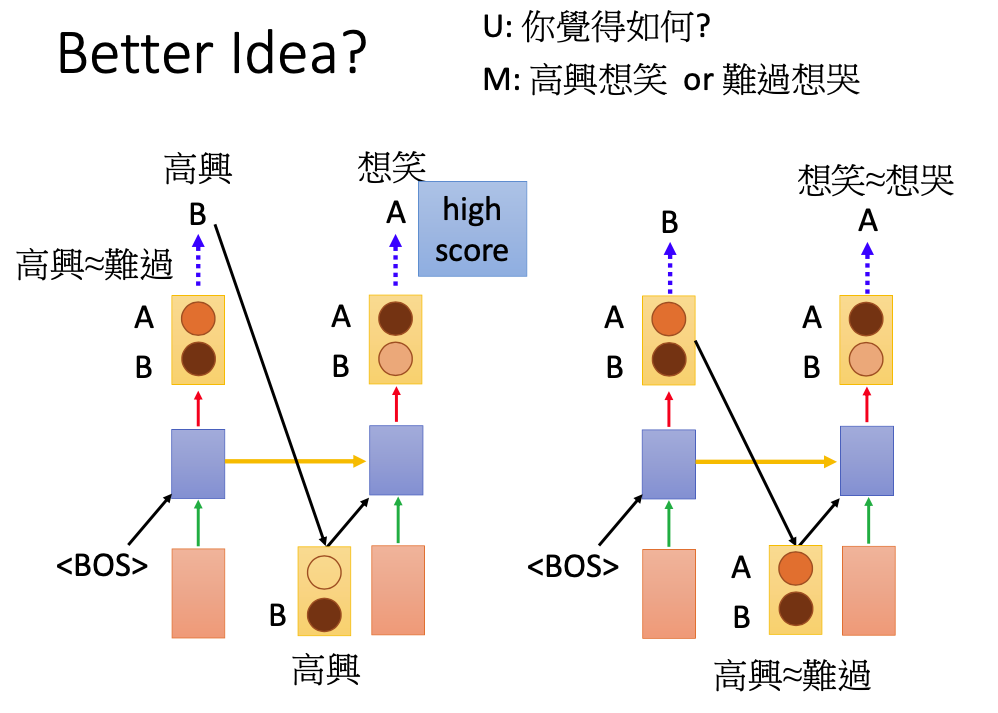 Better Idea?
U: 你覺得如何?
M: 高興想笑 or 難過想哭
高興
想笑
B
A
high
score
高興≈難過
A
B
A
B
<BOS>
B
高興
想笑≈想哭
B
A
A
B
A
B
<BOS>
A
B
高興≈難過